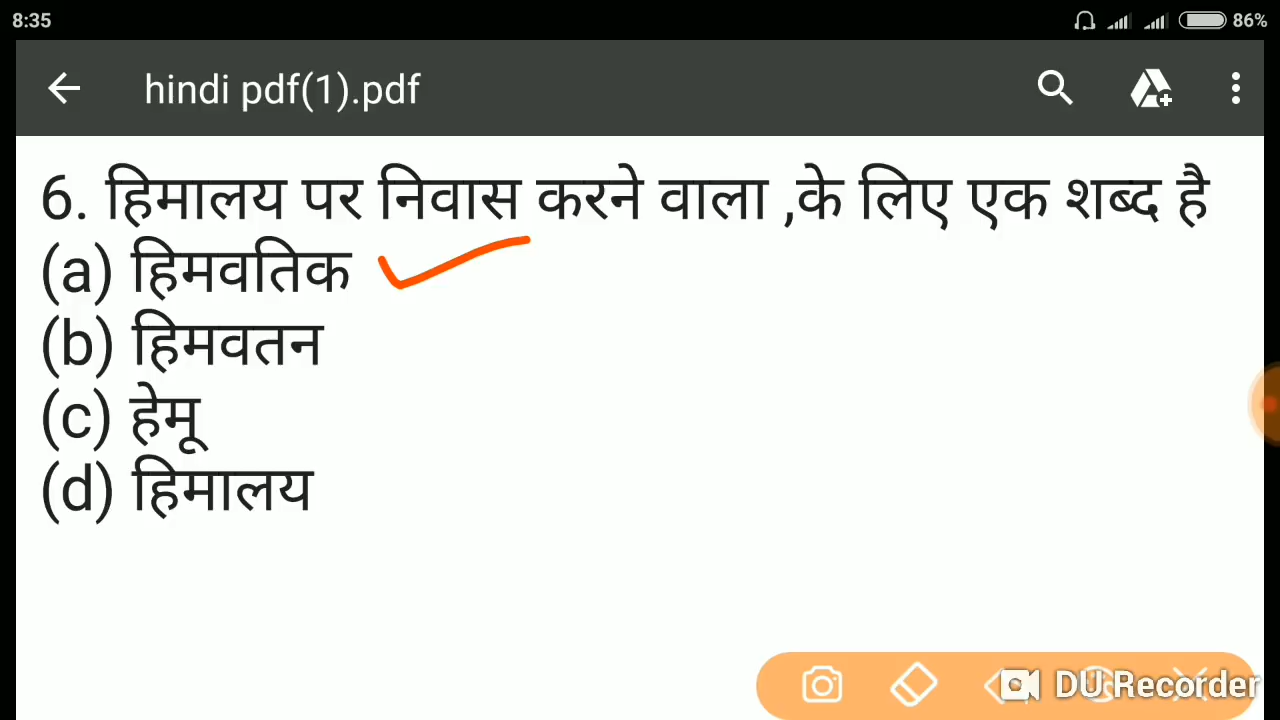 8:35
86%
hindi pdf(1).pdf
6. हिमालय पर निवास करने वाला ,के लिए एक शब्द है
(a) हिमवतिक
(b) हिमवतन
(c) हेमू
(d) हिमालय
DU Recorder